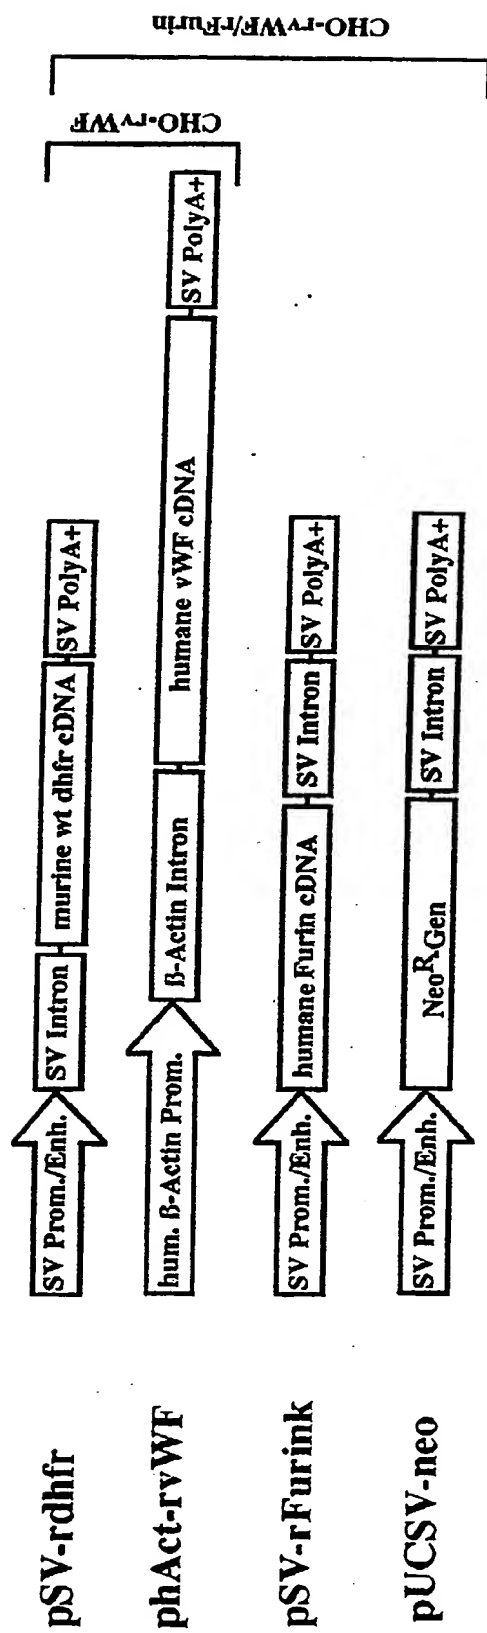 pSV-rdhfr
SV Prom./Enh. SV Intron murine wt dhfr cDNA SV PolyA+
phAct-rvWF
hum. ß-Actin Prom. ß-Actin Intron humane vWF cDNA SV PolyA+
pSV-rFurink
SV Prom./Enh. humane Furin cDNA SV Intron SV PolyA+
pUCSV-neo
SV Prom./Enh. NeoR-Gen SV Intron SV PolyA+
CHO-rvWF
CHO-rvWF/rFurin